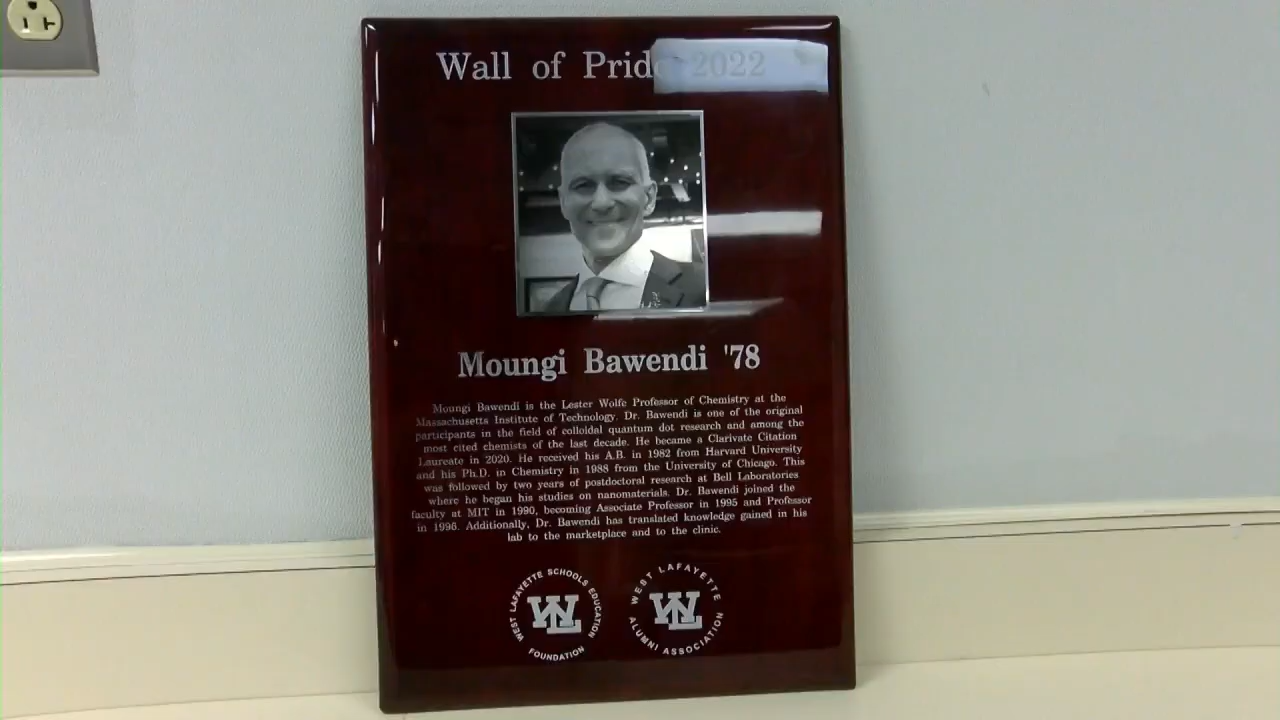 Wall of Pride 2022
Moungi Bawendi '78
Moungi Bawendi is the Lester Wolfe Professor of Chemistry at the
Massachusetts Institute of Technology. Dr. Bawendi is one of the original
participants in the field of colloidal quantum dot research and among the
most cited chemists of the last decade. He became a Clarivate Citation
Laureate in 2020. He received his A.B. in 1982 from Harvard University
and his Ph.D. in Chemistry in 1988 from the University of Chicago. This
was followed by two years of postdoctoral research at Bell Laboratories
where he began his studies on nanomaterials. Dr. Bawendi joined the
faculty at MIT in 1990, becoming Associate Professor in 1995 and Professor
in 1996. Additionally, Dr. Bawendi has translated knowledge gained in his
lab to the marketplace and to the clinic.
WEST LAFAYETTE SCHOOLS EDUCATION
FOUNDATION
WL
WEST LAFAYETTE
ALUMNI ASSOCIATION
WL